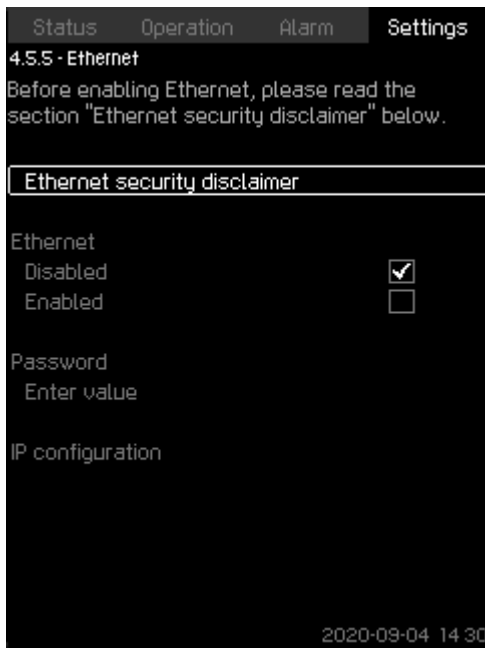 Status Operation Alarm Settings
4.5.5 - Ethernet
Before enabling Ethernet, please read the
section "Ethernet security disclaimer" below.
Ethernet security disclaimer
Ethernet
Disabled
Enabled
Password
Enter value
IP configuration
2020-09-04 14:30